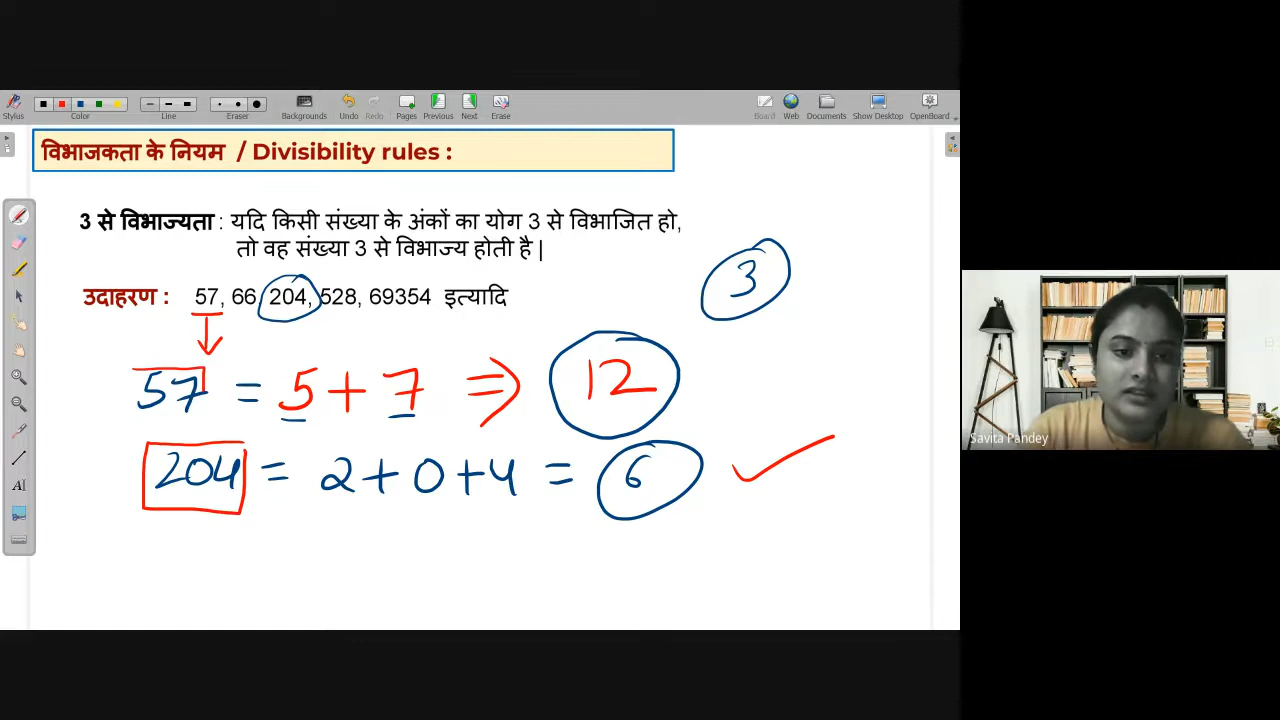 Stylus Color Line Eraser Backgrounds Undo Redo Pages Previous Next Erase Board Web Documents Show Desktop OpenBoard
विभाजकता के नियम / Divisibility rules :
3 से विभाज्यता : यदि किसी संख्या के अंकों का योग 3 से विभाजित हो,
तो वह संख्या 3 से विभाज्य होती है |
3
उदाहरण : 57, 66 204, 528, 69354 इत्यादि
57 = 5 + 7 ⇒ 12
204 = 2 + 0 + 4 = 6 ✓
Savita Pandey